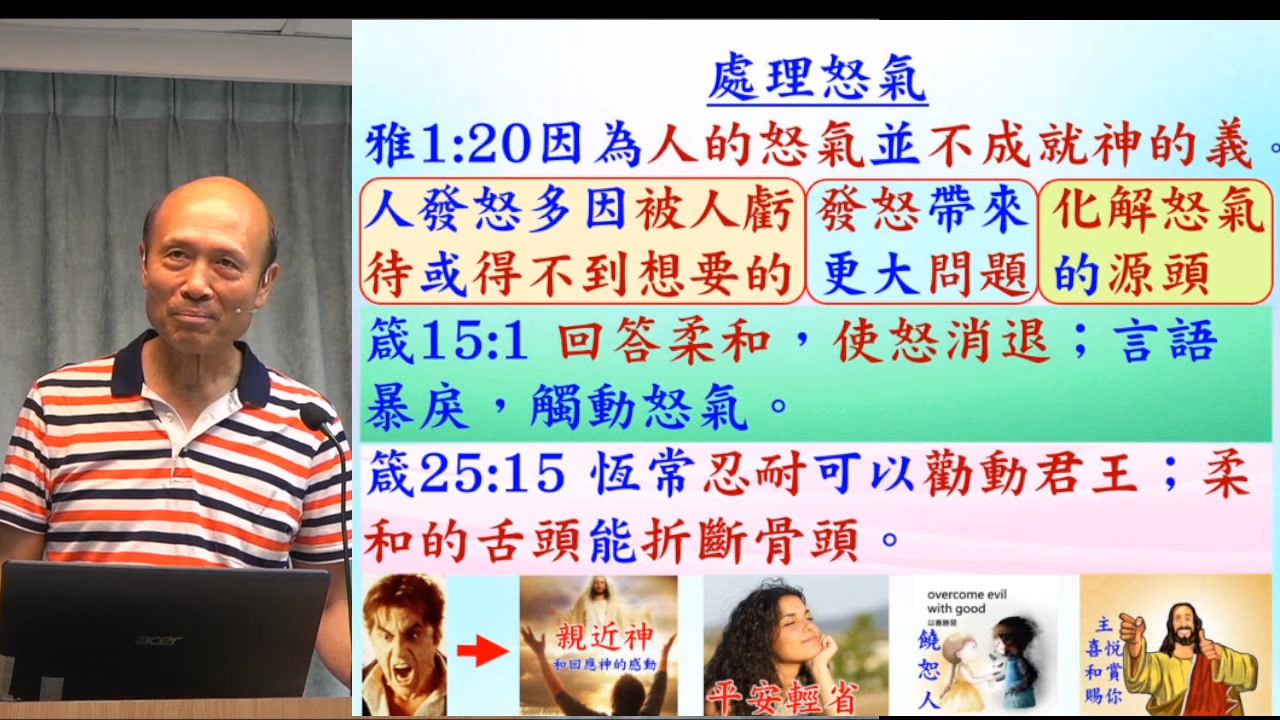 處理怒氣
雅1:20因為人的怒氣並不成就神的義。
人發怒多因被人虧
待或得不到想要的
發怒帶來
更大問題
化解怒氣
的源頭
箴15:1 回答柔和，使怒消退；言語
暴戾，觸動怒氣。
箴25:15 恆常忍耐可以勸動君王；柔
和的舌頭能折斷骨頭。
親近神
和回應神的感動
平安輕省
overcome evil
with good
以善勝惡
饒恕人
主喜悅
和賞賜你
acer